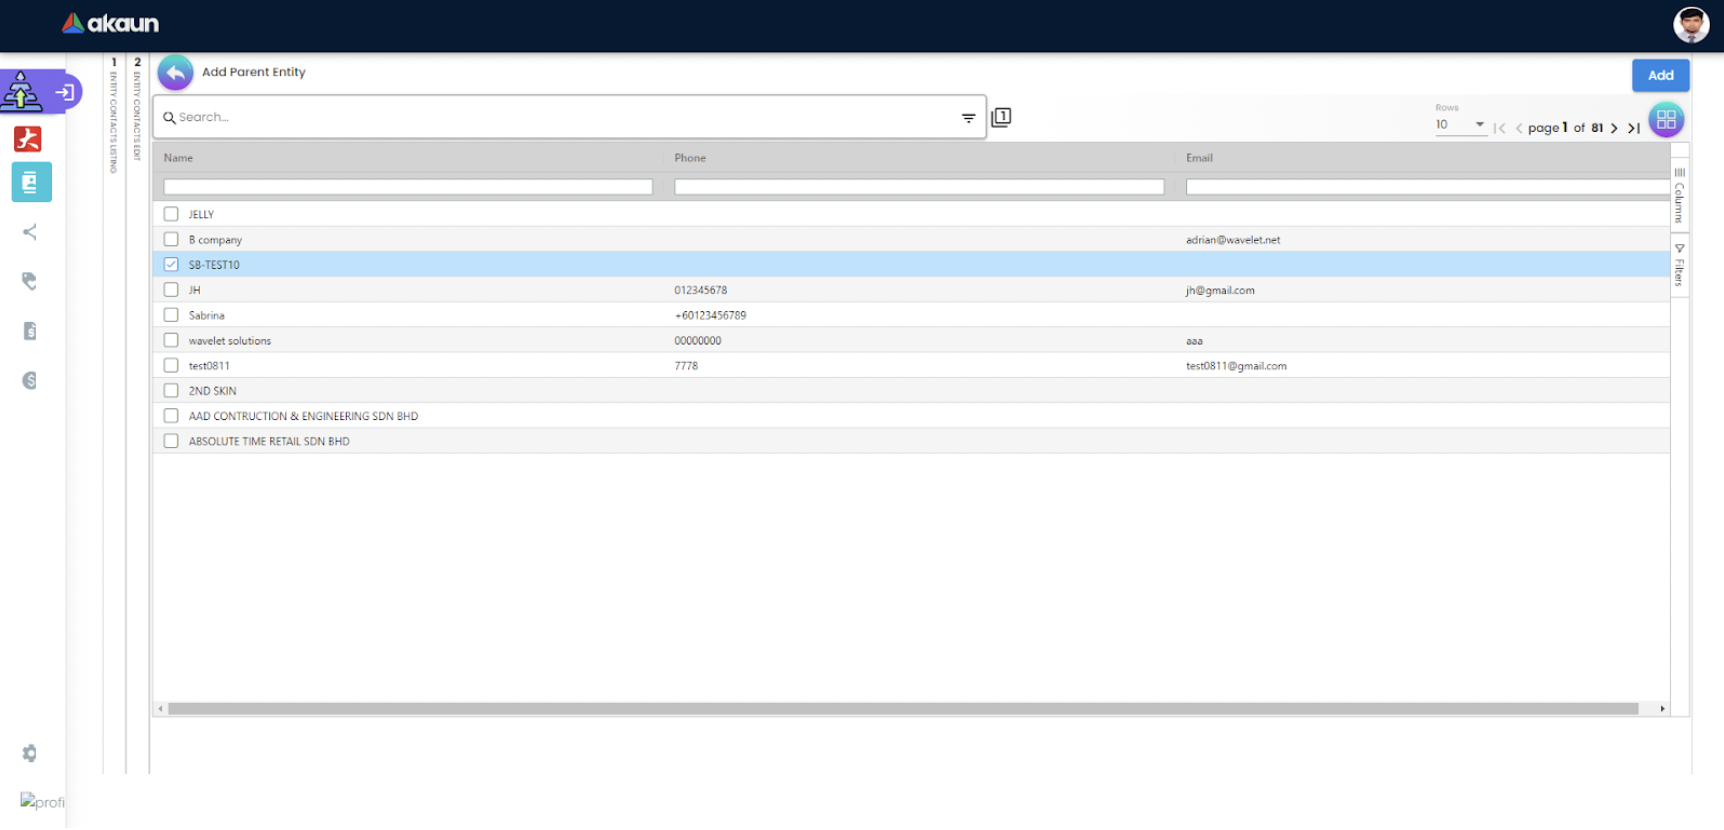 akaun
1 ENTITY CONTACTS LISTING
2 ENTITY CONTACTS EDIT
Add Parent Entity
Add
Search...
1
Rows
10
page 1 of 81
Name Phone Email
Columns
Filters
JELLY
B company adrian@wavelet.net
SB-TEST10
JH 012345678 jh@gmail.com
Sabrina +60123456789
wavelet solutions 00000000 aaa
test0811 7778 test0811@gmail.com
2ND SKIN
AAD CONTRUCTION & ENGINEERING SDN BHD
ABSOLUTE TIME RETAIL SDN BHD
profi